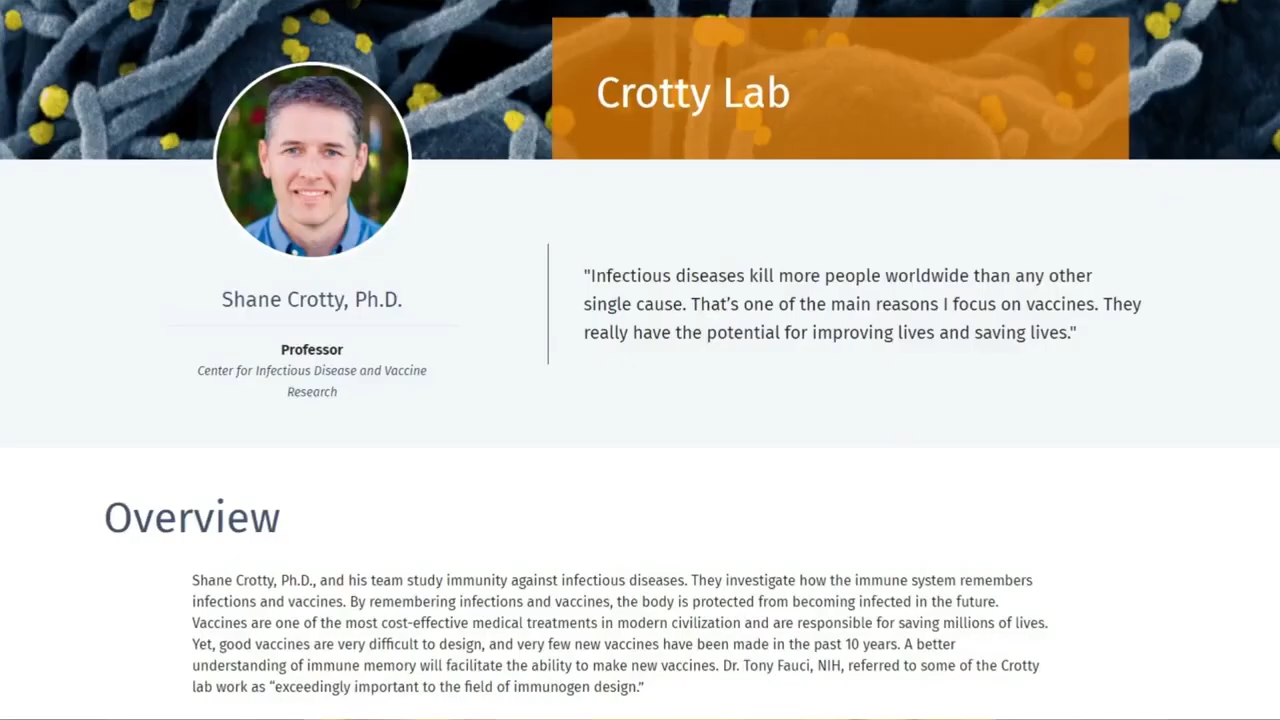 Crotty Lab
Shane Crotty, Ph.D.
Professor
Center for Infectious Disease and Vaccine
Research
"Infectious diseases kill more people worldwide than any other
single cause. That’s one of the main reasons I focus on vaccines. They
really have the potential for improving lives and saving lives."
Overview
Shane Crotty, Ph.D., and his team study immunity against infectious diseases. They investigate how the immune system remembers
infections and vaccines. By remembering infections and vaccines, the body is protected from becoming infected in the future.
Vaccines are one of the most cost-effective medical treatments in modern civilization and are responsible for saving millions of lives.
Yet, good vaccines are very difficult to design, and very few new vaccines have been made in the past 10 years. A better
understanding of immune memory will facilitate the ability to make new vaccines. Dr. Tony Fauci, NIH, referred to some of the Crotty
lab work as “exceedingly important to the field of immunogen design.”